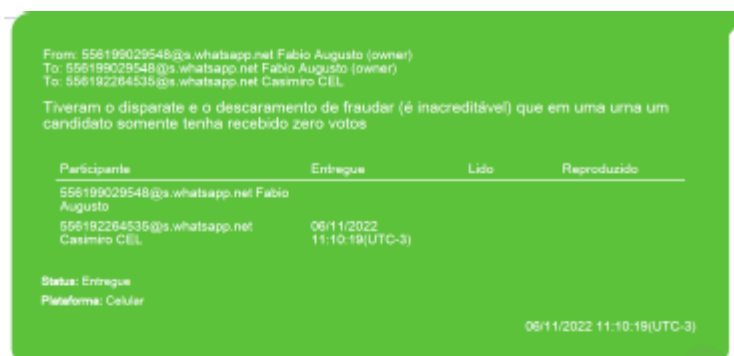 From: 556199029548@s.whatsapp.net Fabio Augusto (owner)
To: 556199029548@s.whatsapp.net Fabio Augusto (owner)
To: 556192264535@s.whatsapp.net Casimiro CEL
Tiveram o disparate e o descaramento de fraudar (é inacreditável) que em uma urna um
candidato somente tenha recebido zero votos
Participante Entregue Lido Reproduzido
556199029548@s.whatsapp.net Fabio
Augusto
556192264535@s.whatsapp.net 06/11/2022
Casimiro CEL 11:10:19(UTC-3)
Status: Entregue
Plataforma: Celular
06/11/2022 11:10:19(UTC-3)